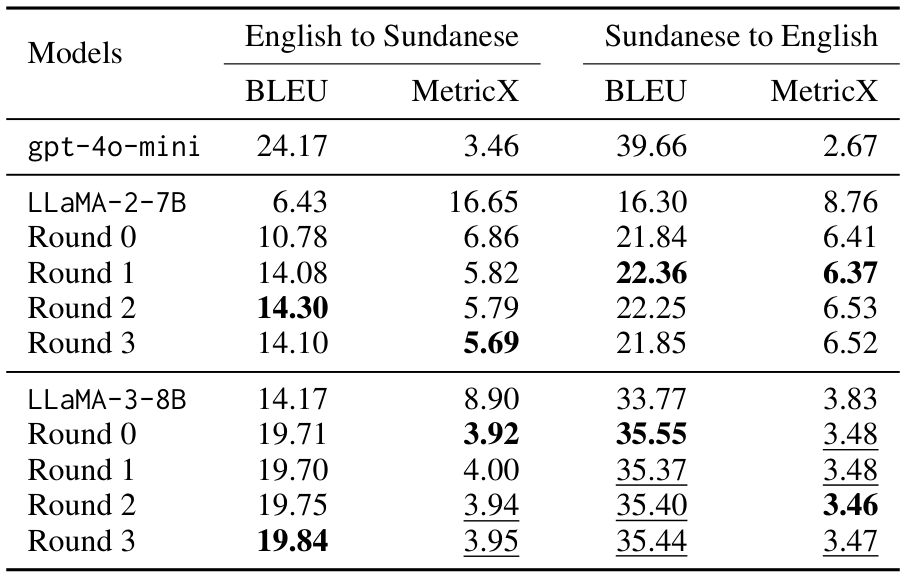 Models English to Sundanese Sundanese to English
BLEU MetricX BLEU MetricX
gpt-4o-mini 24.17 3.46 39.66 2.67
LLaMA-2-7B 6.43 16.65 16.30 8.76
Round 0 10.78 6.86 21.84 6.41
Round 1 14.08 5.82 22.36 6.37
Round 2 14.30 5.79 22.25 6.53
Round 3 14.10 5.69 21.85 6.52
LLaMA-3-8B 14.17 8.90 33.77 3.83
Round 0 19.71 3.92 35.55 3.48
Round 1 19.70 4.00 35.37 3.48
Round 2 19.75 3.94 35.40 3.46
Round 3 19.84 3.95 35.44 3.47